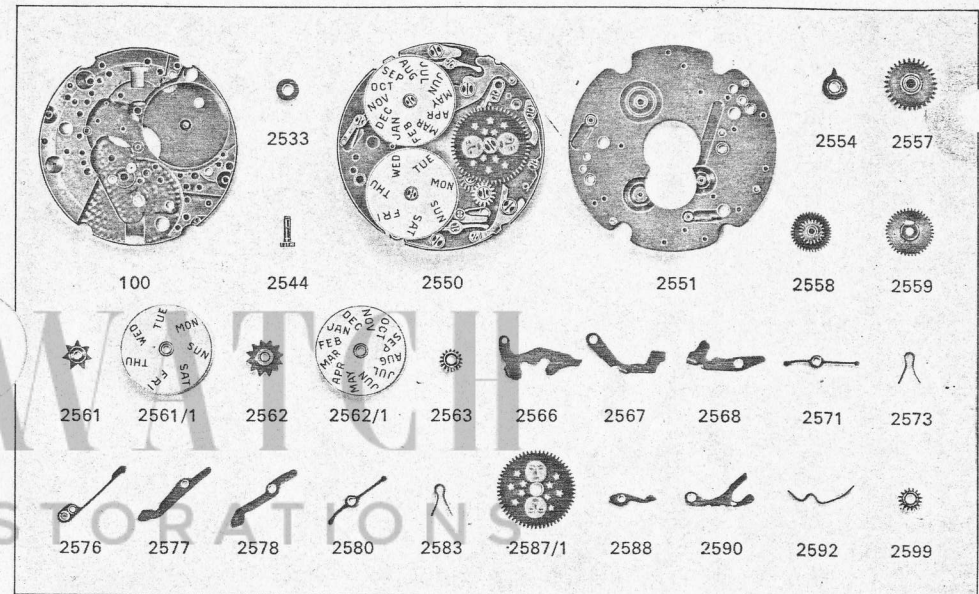 2533
2554 2557
100 2544 2550 2551 2558 2559
AUG JUL JUN MAY APR MAR FEB JAN DEC NOV OCT SEP
WED TUE MON SUN SAT FRI THU
WED TUE MON SUN SAT FRI THU
DEC NOV OCT SEP AUG JUL JUN MAY APR MAR FEB JAN
2561 2561/1 2562 2562/1 2563 2566 2567 2568 2571 2573
WATCH
2576 2577 2578 2580 2583 2587/1 2588 2590 2592 2599
STORATIONS